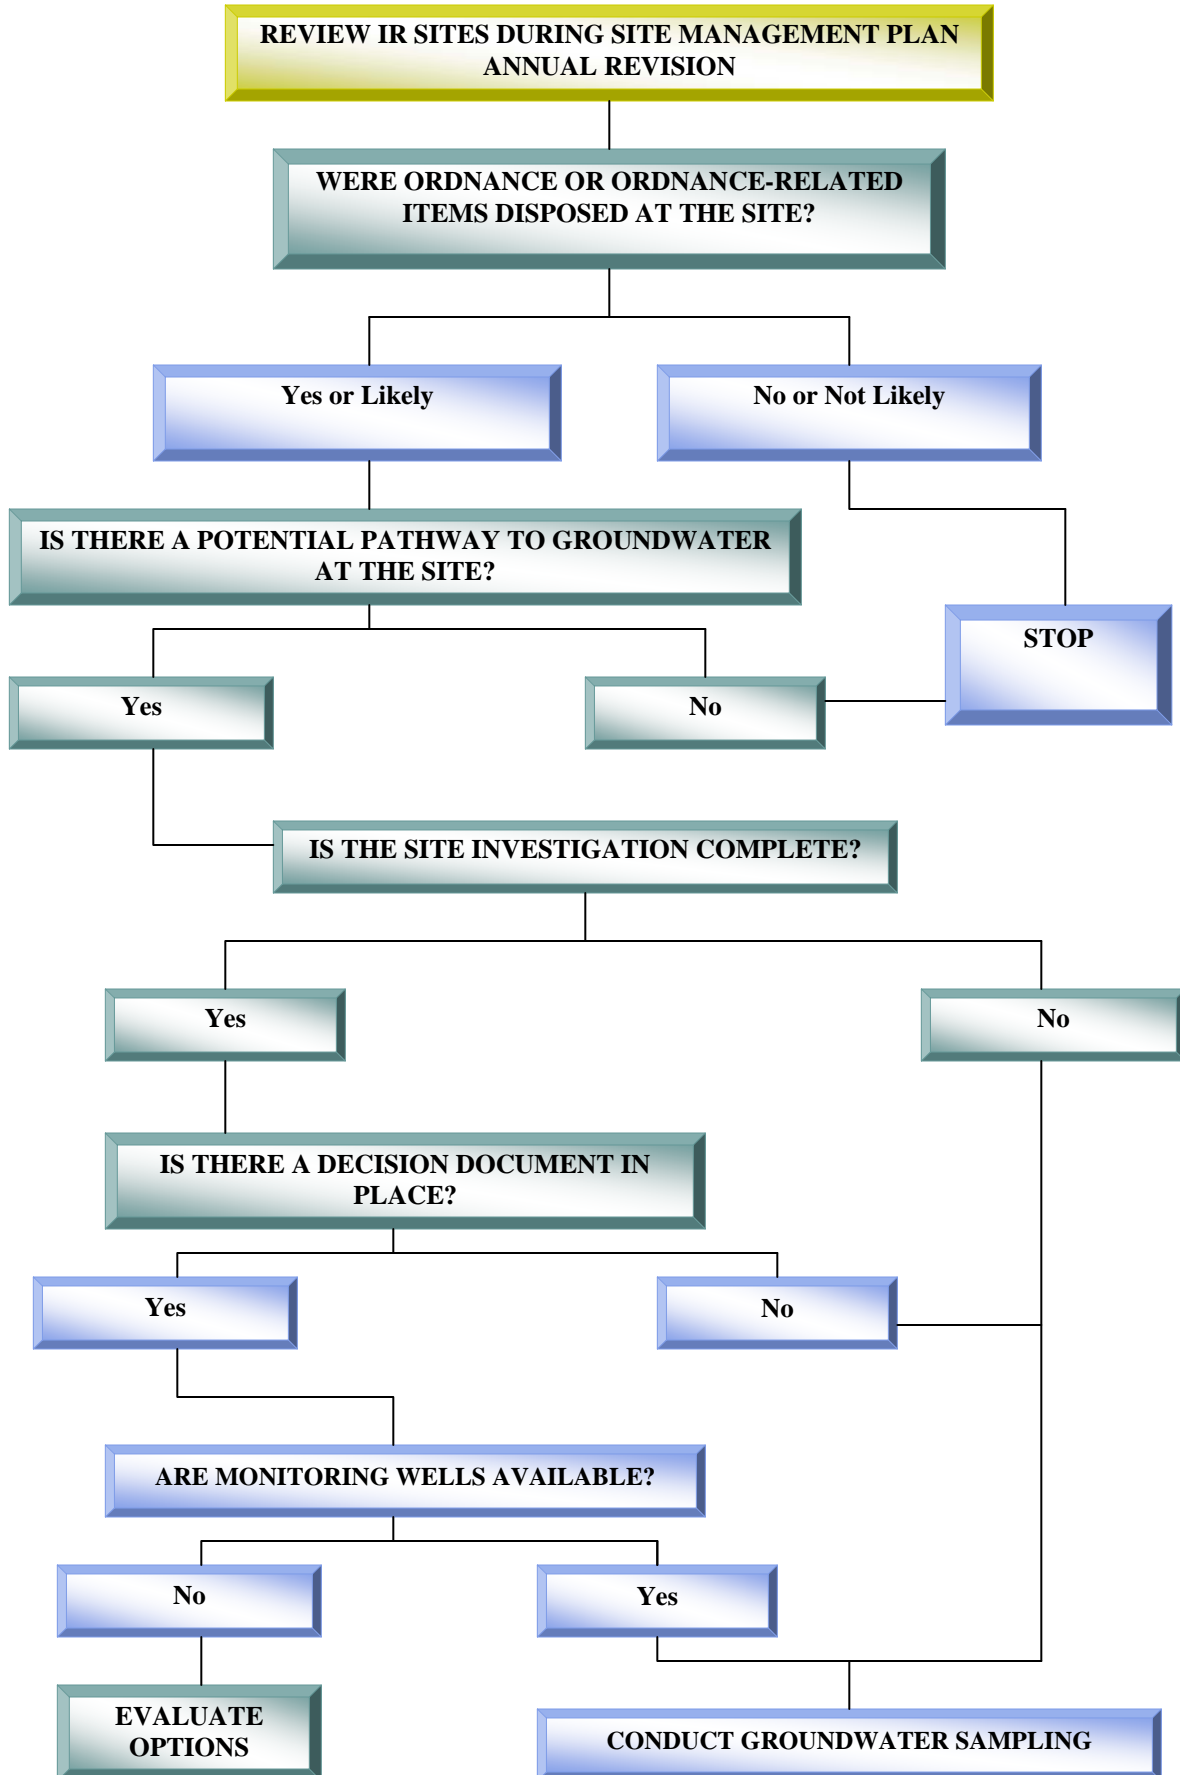 REVIEW IR SITES DURING SITE MANAGEMENT PLAN
ANNUAL REVISION
WERE ORDNANCE OR ORDNANCE-RELATED
ITEMS DISPOSED AT THE SITE?
Yes or Likely
No or Not Likely
IS THERE A POTENTIAL PATHWAY TO GROUNDWATER
AT THE SITE?
STOP
Yes
No
IS THE SITE INVESTIGATION COMPLETE?
Yes
No
IS THERE A DECISION DOCUMENT IN
PLACE?
Yes
No
ARE MONITORING WELLS AVAILABLE?
No
Yes
EVALUATE
OPTIONS
CONDUCT GROUNDWATER SAMPLING